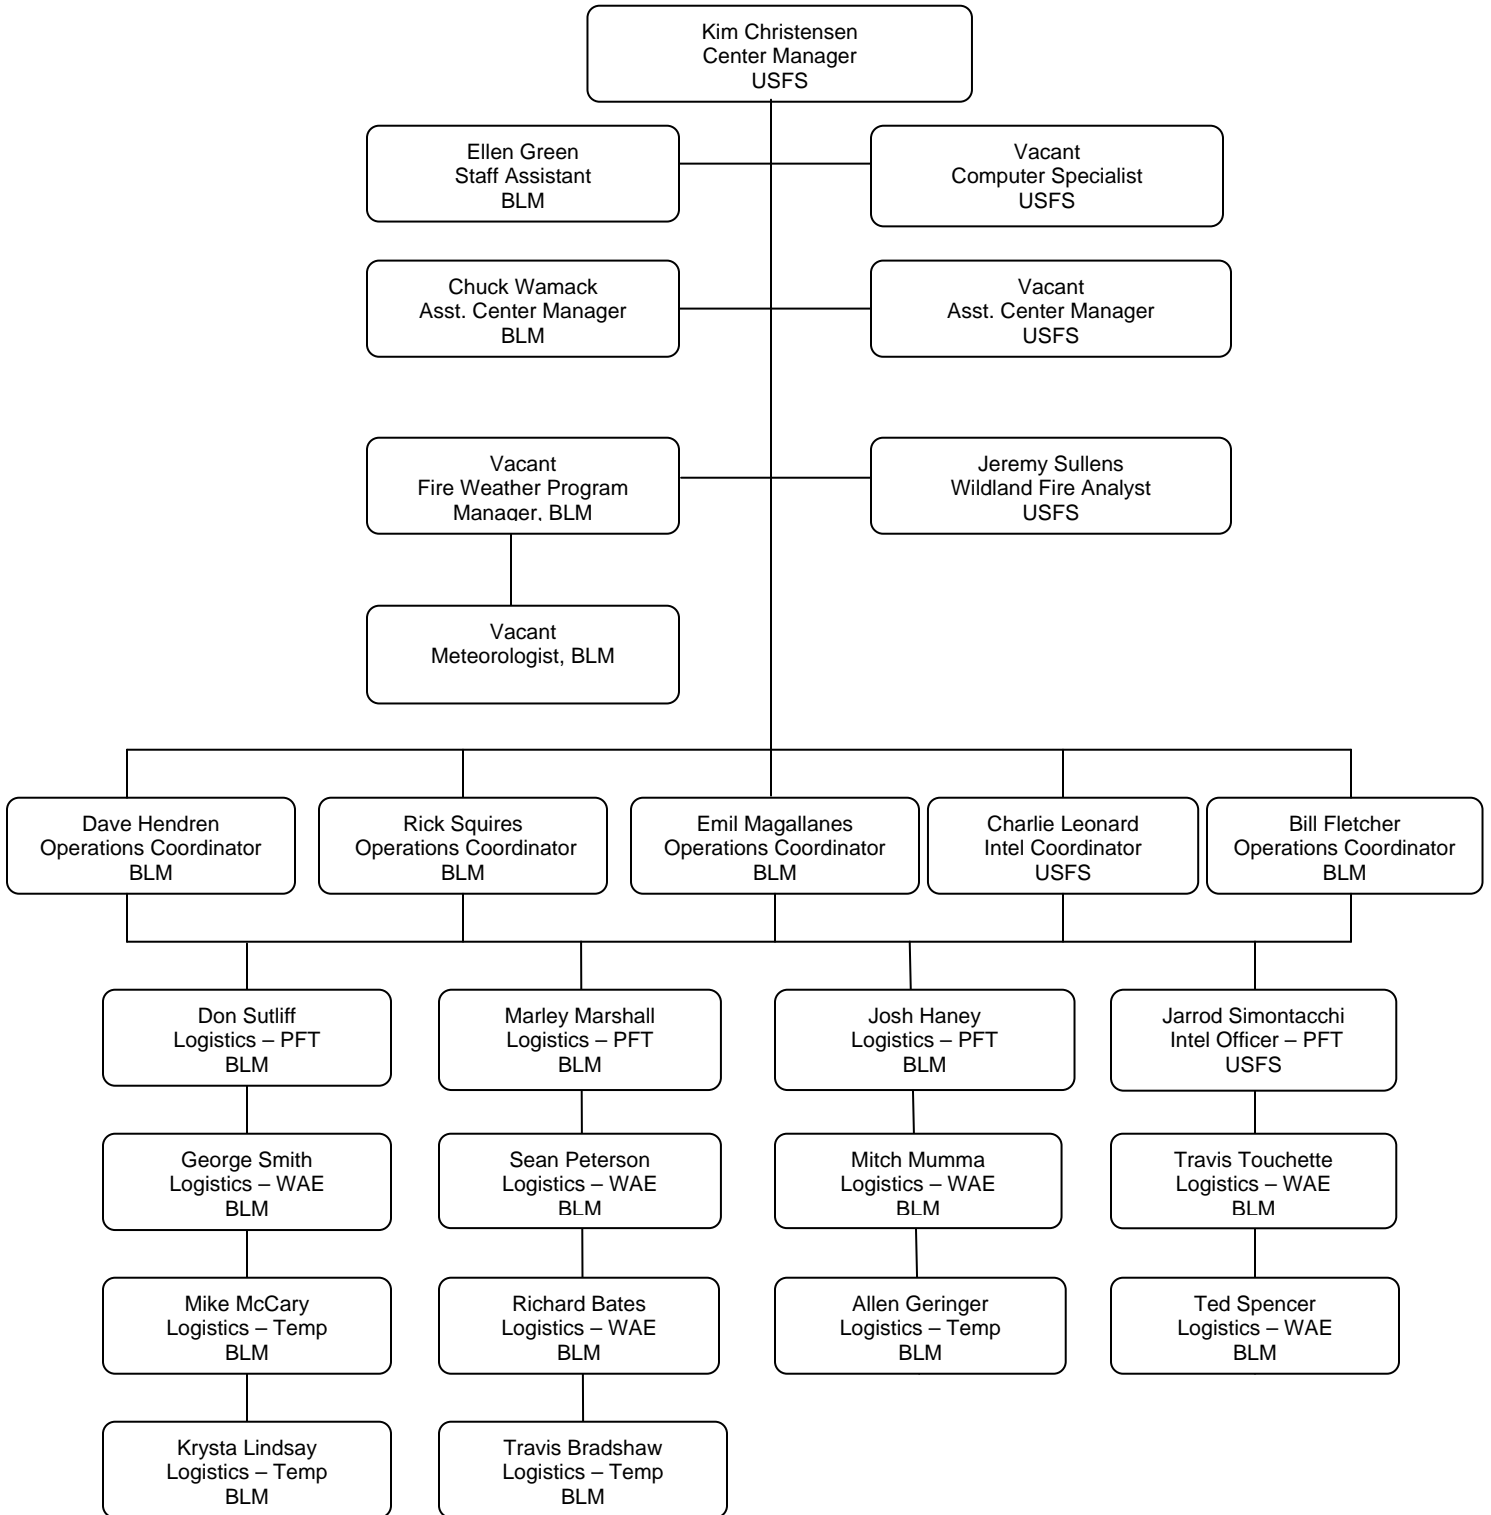 Kim Christensen
Center Manager
USFS
Ellen Green
Staff Assistant
BLM
Vacant
Computer Specialist
USFS
Chuck Wamack
Asst. Center Manager
BLM
Vacant
Asst. Center Manager
USFS
Vacant
Fire Weather Program
Manager, BLM
Jeremy Sullens
Wildland Fire Analyst
USFS
Vacant
Meteorologist, BLM
Dave Hendren
Operations Coordinator
BLM
Rick Squires
Operations Coordinator
BLM
Emil Magallanes
Operations Coordinator
BLM
Charlie Leonard
Intel Coordinator
USFS
Bill Fletcher
Operations Coordinator
BLM
Don Sutliff
Logistics – PFT
BLM
Marley Marshall
Logistics – PFT
BLM
Josh Haney
Logistics – PFT
BLM
Jarrod Simontacchi
Intel Officer – PFT
USFS
George Smith
Logistics – WAE
BLM
Sean Peterson
Logistics – WAE
BLM
Mitch Mumma
Logistics – WAE
BLM
Travis Touchette
Logistics – WAE
BLM
Mike McCary
Logistics – Temp
BLM
Richard Bates
Logistics – WAE
BLM
Allen Geringer
Logistics – Temp
BLM
Ted Spencer
Logistics – WAE
BLM
Krysta Lindsay
Logistics – Temp
BLM
Travis Bradshaw
Logistics – Temp
BLM